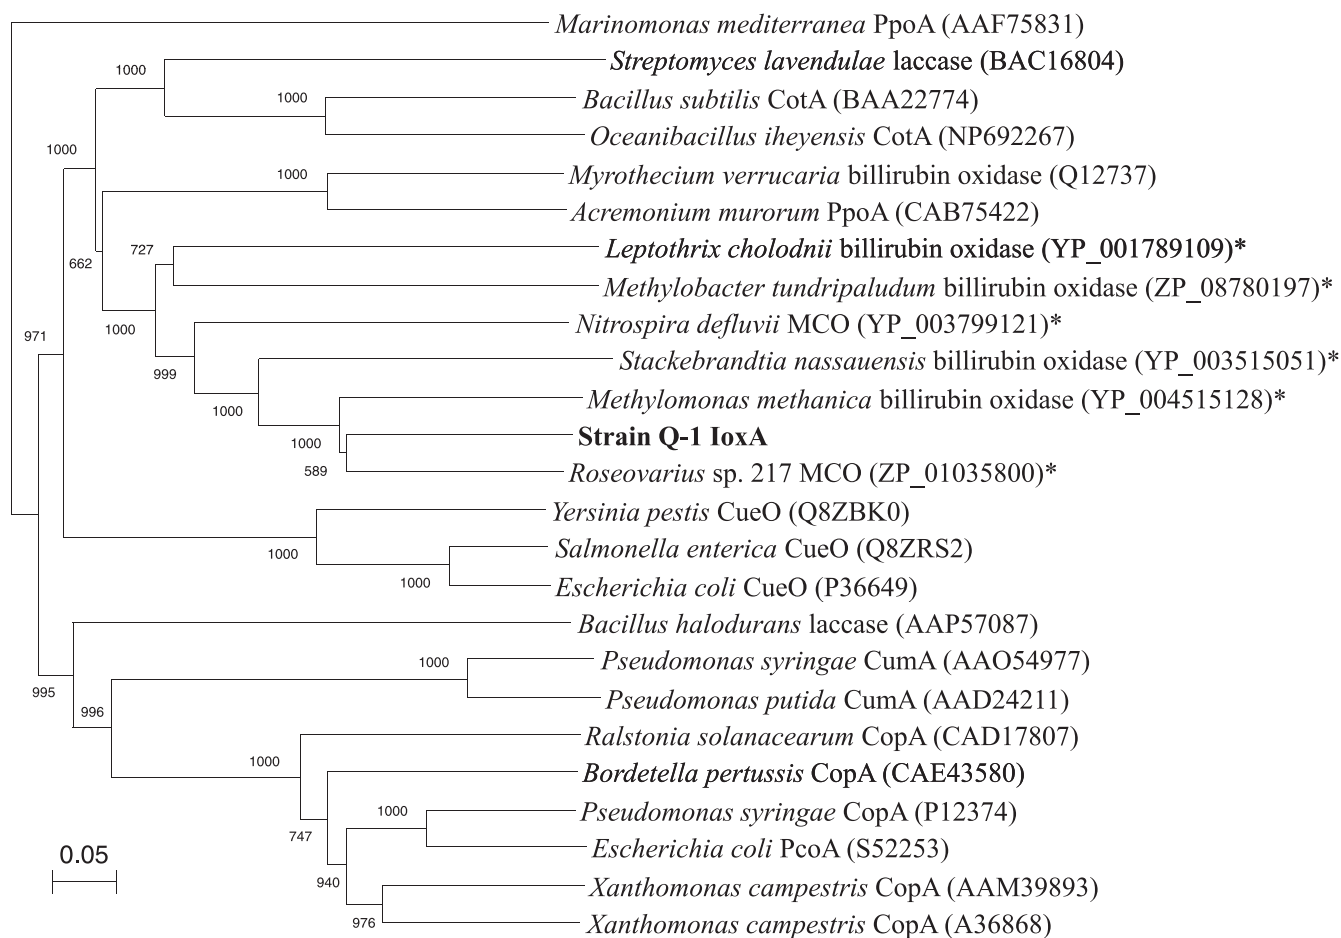 Marinomonas mediterranea PpoA (AAF75831)
Streptomyces lavendulae laccase (BAC16804)
1000
1000
Bacillus subtilis CotA (BAA22774)
Oceanibacillus iheyensis CotA (NP692267)
1000
1000
Myrothecium verrucaria billirubin oxidase (Q12737)
Acremonium murorum PpoA (CAB75422)
727
Leptothrix cholodnii billirubin oxidase (YP_001789109)*
662
Methylobacter tundripaludum billirubin oxidase (ZP_08780197)*
1000
Nitrospira defluvii MCO (YP_003799121)*
971
Stackebrandtia nassauensis billirubin oxidase (YP_003515051)*
999
Methylomonas methanica billirubin oxidase (YP_004515128)*
1000
Strain Q-1 IoxA
1000
589
Roseovarius sp. 217 MCO (ZP_01035800)*
Yersinia pestis CueO (Q8ZBK0)
1000
Salmonella enterica CueO (Q8ZRS2)
1000
Escherichia coli CueO (P36649)
Bacillus halodurans laccase (AAP57087)
1000
Pseudomonas syringae CumA (AAO54977)
995
Pseudomonas putida CumA (AAD24211)
996
Ralstonia solanacearum CopA (CAD17807)
1000
Bordetella pertussis CopA (CAE43580)
1000
Pseudomonas syringae CopA (P12374)
747
Escherichia coli PcoA (S52253)
0.05
940
Xanthomonas campestris CopA (AAM39893)
976
Xanthomonas campestris CopA (A36868)